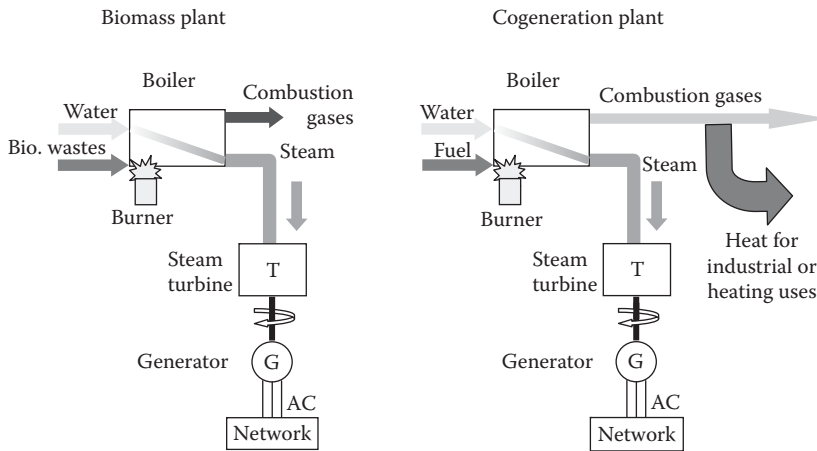 Biomass plant
Boiler
Combustion
gases
Water
Bio. wastes
Steam
Burner
Steam
turbine
T
Generator
G
AC
Network
Cogeneration plant
Boiler
Combustion gases
Water
Fuel
Steam
Burner
Heat for
industrial or
heating uses
Steam
turbine
T
Generator
G
AC
Network